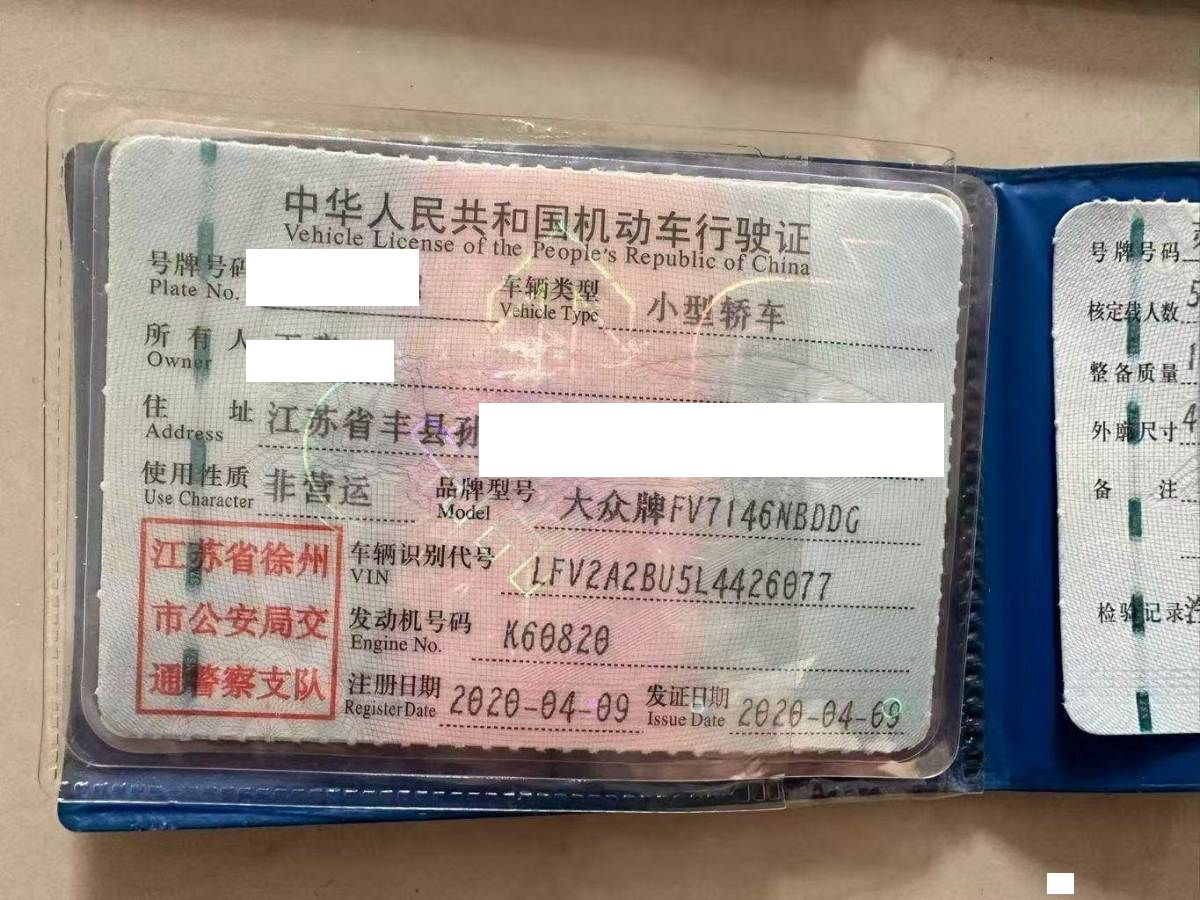 中华人民共和国机动车行驶证
Vehicle License of the People's Republic of China
号牌号码
Plate No.
车辆类型 小型轿车
Vehicle Type
所有人
Owner
住址 江苏省丰县孙
Address
使用性质 非营运
Use Character
品牌型号 大众牌FV7146NBDDG
Model
江苏省徐州
市公安局交
通警察支队
车辆识别代号 LFV2A2BU5L4426077
VIN
发动机号码 K60820
Engine No.
注册日期 2020-04-09
Register Date
发证日期 2020-04-09
Issue Date
号牌号码
核定载人数 5
整备质量 1
外廓尺寸 4
备注
检验记录